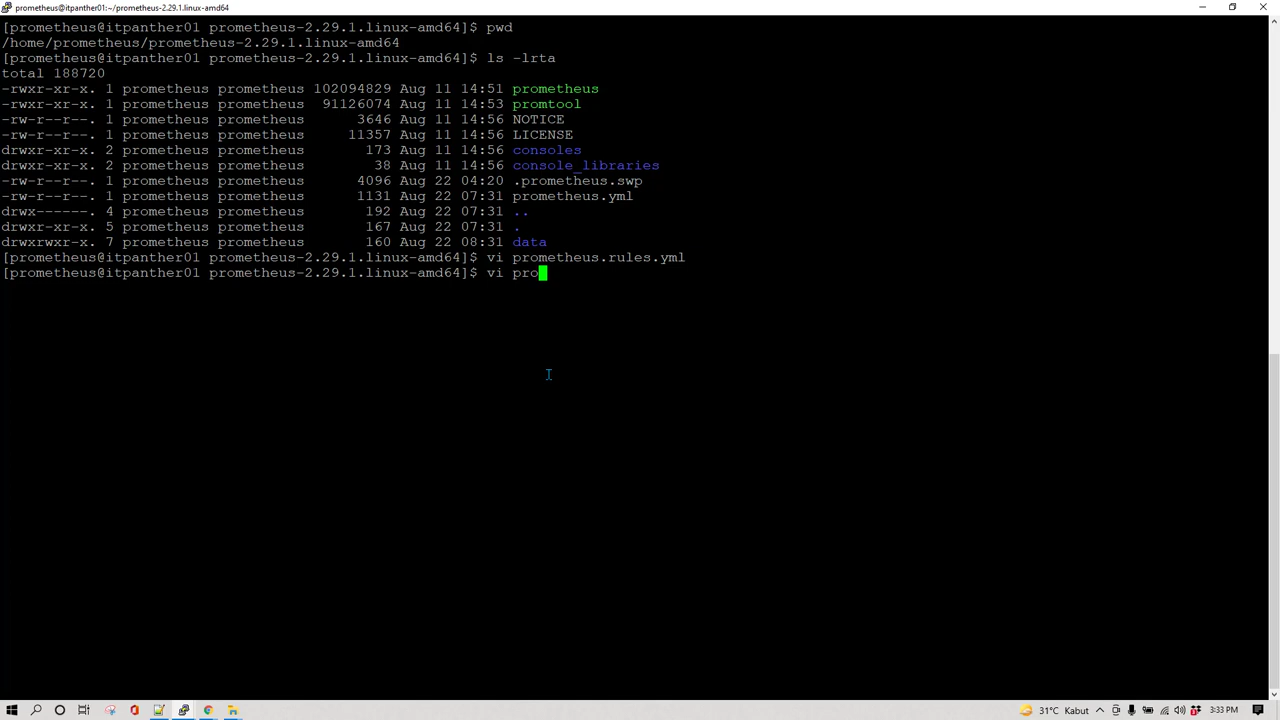 prometheus@itpanther01:~/prometheus-2.29.1.linux-amd64
[prometheus@itpanther01 prometheus-2.29.1.linux-amd64]$ pwd
/home/prometheus/prometheus-2.29.1.linux-amd64
[prometheus@itpanther01 prometheus-2.29.1.linux-amd64]$ ls -lrta
total 188720
-rwxr-xr-x. 1 prometheus prometheus 102094829 Aug 11 14:51 prometheus
-rwxr-xr-x. 1 prometheus prometheus  91126074 Aug 11 14:53 promtool
-rw-r--r--. 1 prometheus prometheus      3646 Aug 11 14:56 NOTICE
-rw-r--r--. 1 prometheus prometheus     11357 Aug 11 14:56 LICENSE
drwxr-xr-x. 2 prometheus prometheus       173 Aug 11 14:56 consoles
drwxr-xr-x. 2 prometheus prometheus        38 Aug 11 14:56 console_libraries
-rw-r--r--. 1 prometheus prometheus      4096 Aug 22 04:20 .prometheus.swp
-rw-r--r--. 1 prometheus prometheus      1131 Aug 22 07:31 prometheus.yml
drwx------. 4 prometheus prometheus       192 Aug 22 07:31 ..
drwxr-xr-x. 5 prometheus prometheus       167 Aug 22 07:31 .
drwxrwxr-x. 7 prometheus prometheus       160 Aug 22 08:31 data
[prometheus@itpanther01 prometheus-2.29.1.linux-amd64]$ vi prometheus.rules.yml
[prometheus@itpanther01 prometheus-2.29.1.linux-amd64]$ vi pro
31°C Kabut 3:33 PM